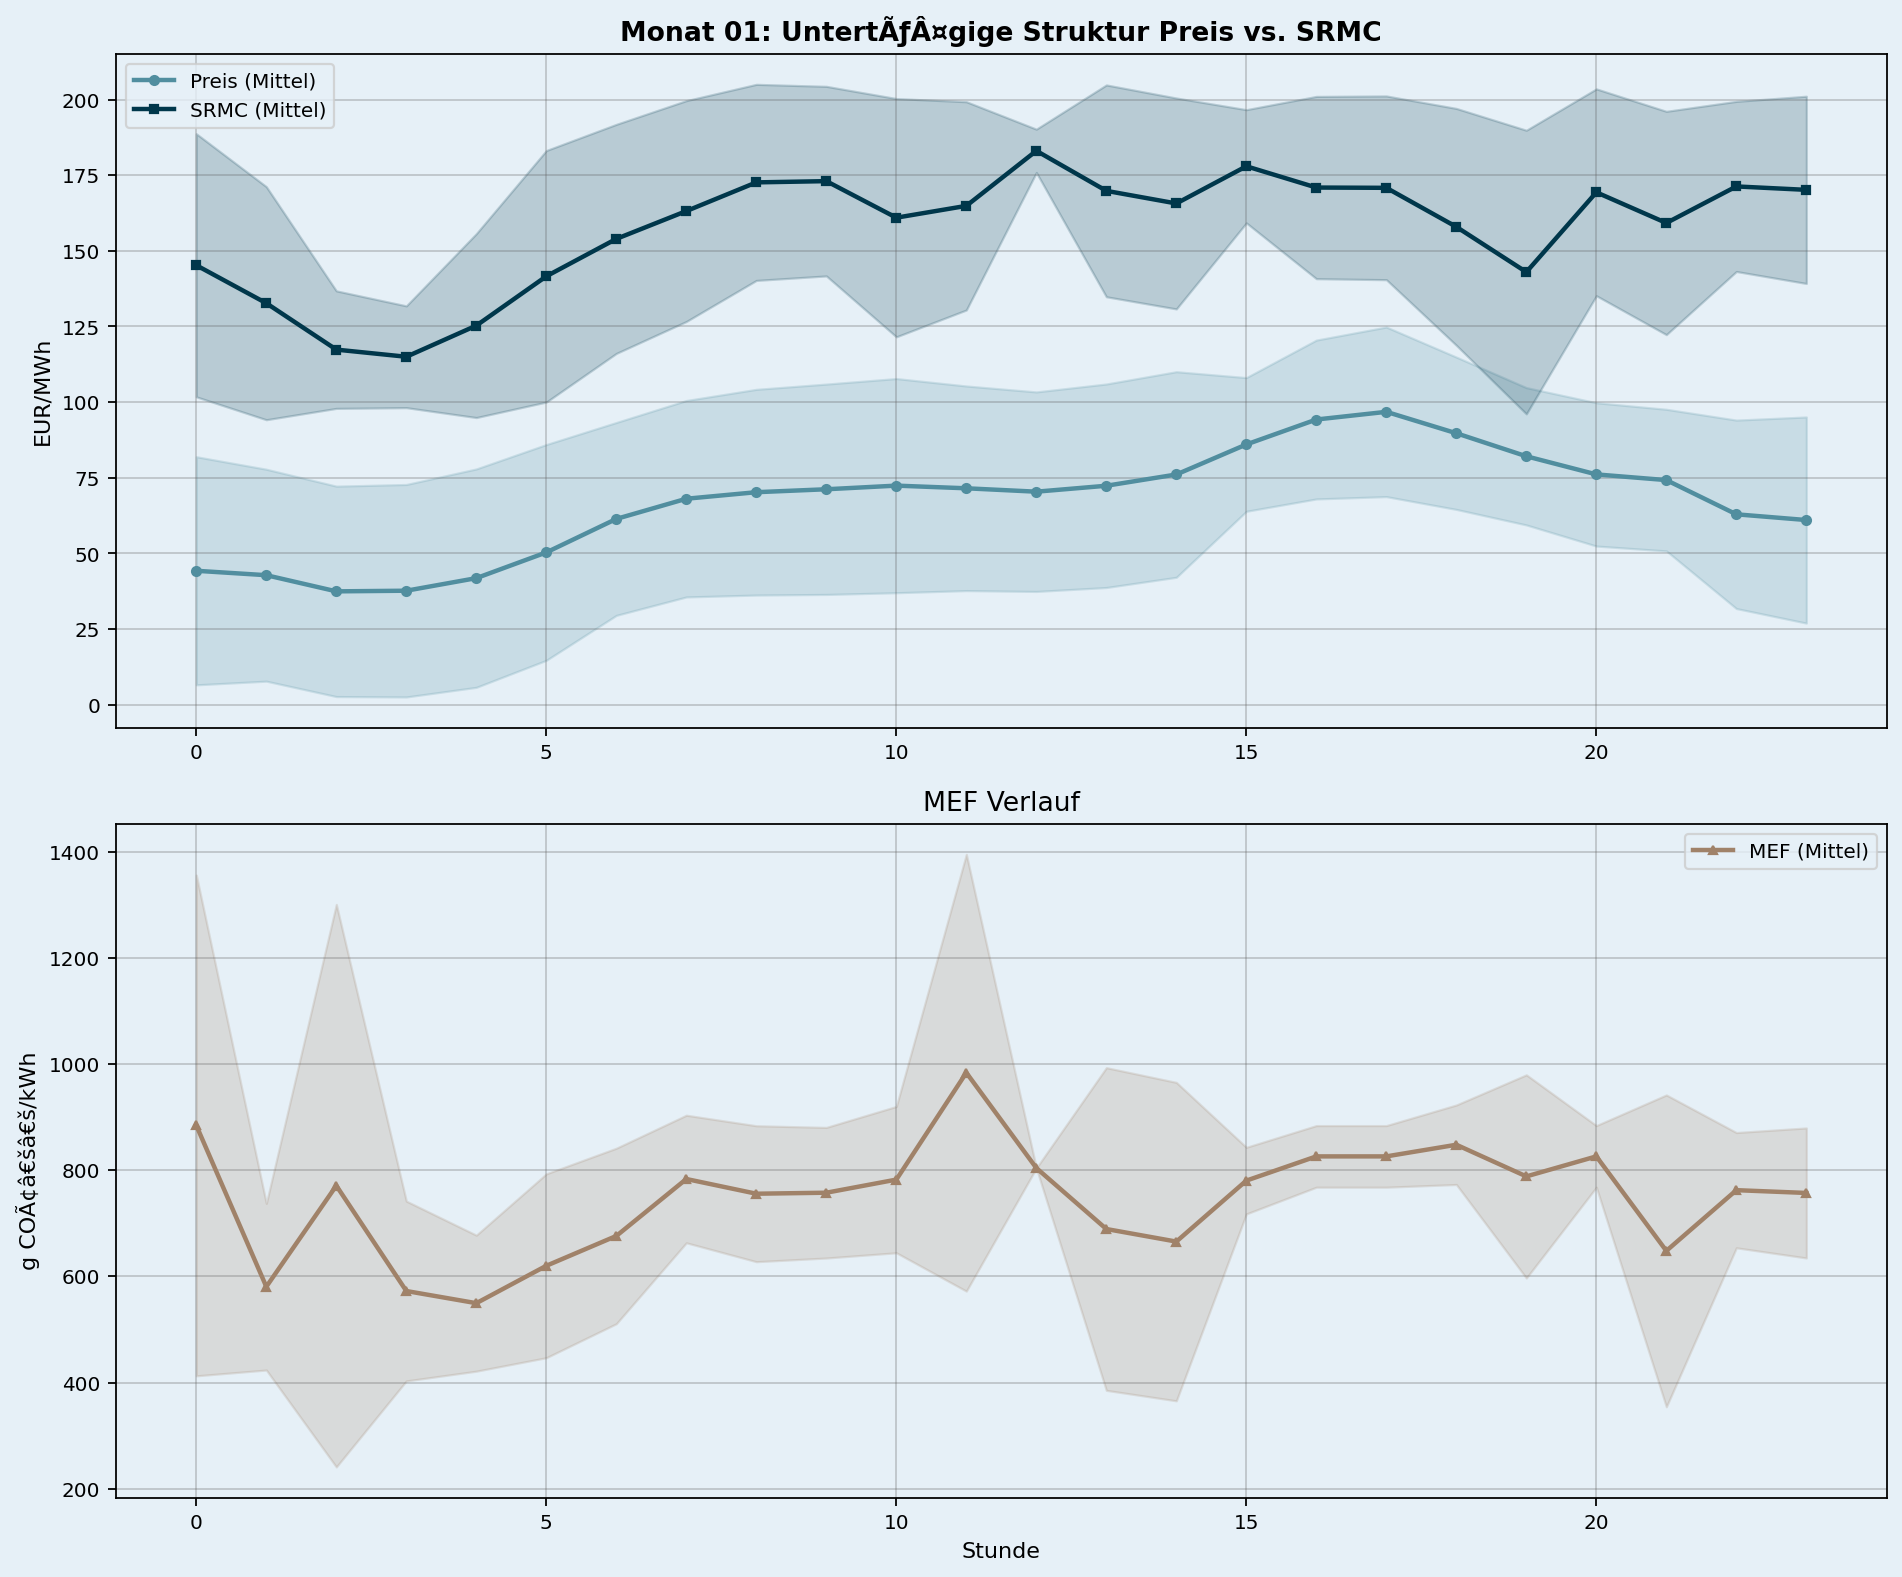 Monat 01: UntertÃƒÂ¤gige Struktur Preis vs. SRMC
Preis (Mittel)
SRMC (Mittel)
EUR/MWh
200
175
150
125
100
75
50
25
0
0 5 10 15 20
MEF Verlauf
MEF (Mittel)
g COÃ¢â€šâ€š/kWh
1400
1200
1000
800
600
400
200
0 5 10 15 20
Stunde